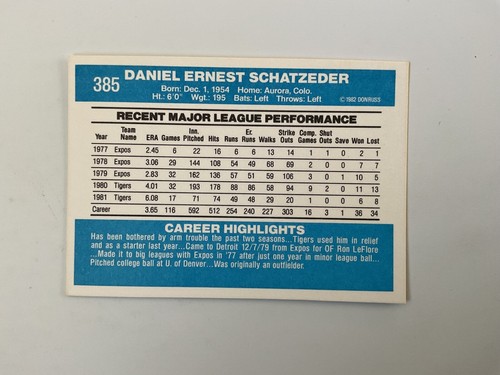 385 DANIEL ERNEST SCHATZEDER
Born: Dec. 1, 1954 Home: Aurora, Colo.
Ht.: 6'0" Wgt.: 195 Bats: Left Throws: Left © 1982 DONRUSS
RECENT MAJOR LEAGUE PERFORMANCE
Year Team Name ERA Games Inn. Pitched Hits Runs Er. Runs Walks Strike Outs Comp. Games Shut Outs Save Won Lost
1977 Expos 2.45 6 22 16 6 6 13 14 1 1 0 2 1
1978 Expos 3.06 29 144 108 54 49 68 69 2 0 0 7 7
1979 Expos 2.83 32 162 136 57 51 59 106 3 0 1 10 5
1980 Tigers 4.01 32 193 178 88 86 58 94 9 2 0 11 13
1981 Tigers 6.08 17 71 74 49 48 29 20 1 0 0 6 8
Career 3.65 116 592 512 254 240 227 303 16 3 1 36 34
CAREER HIGHLIGHTS
Has been bothered by arm trouble the past two seasons...Tigers used him in relief
and as a starter last year...Came to Detroit 12/7/79 from Expos for OF Ron LeFlore
...Made it to big leagues with Expos in '77 after just one year in minor league ball...
Pitched college ball at U. of Denver...Was originally an outfielder.